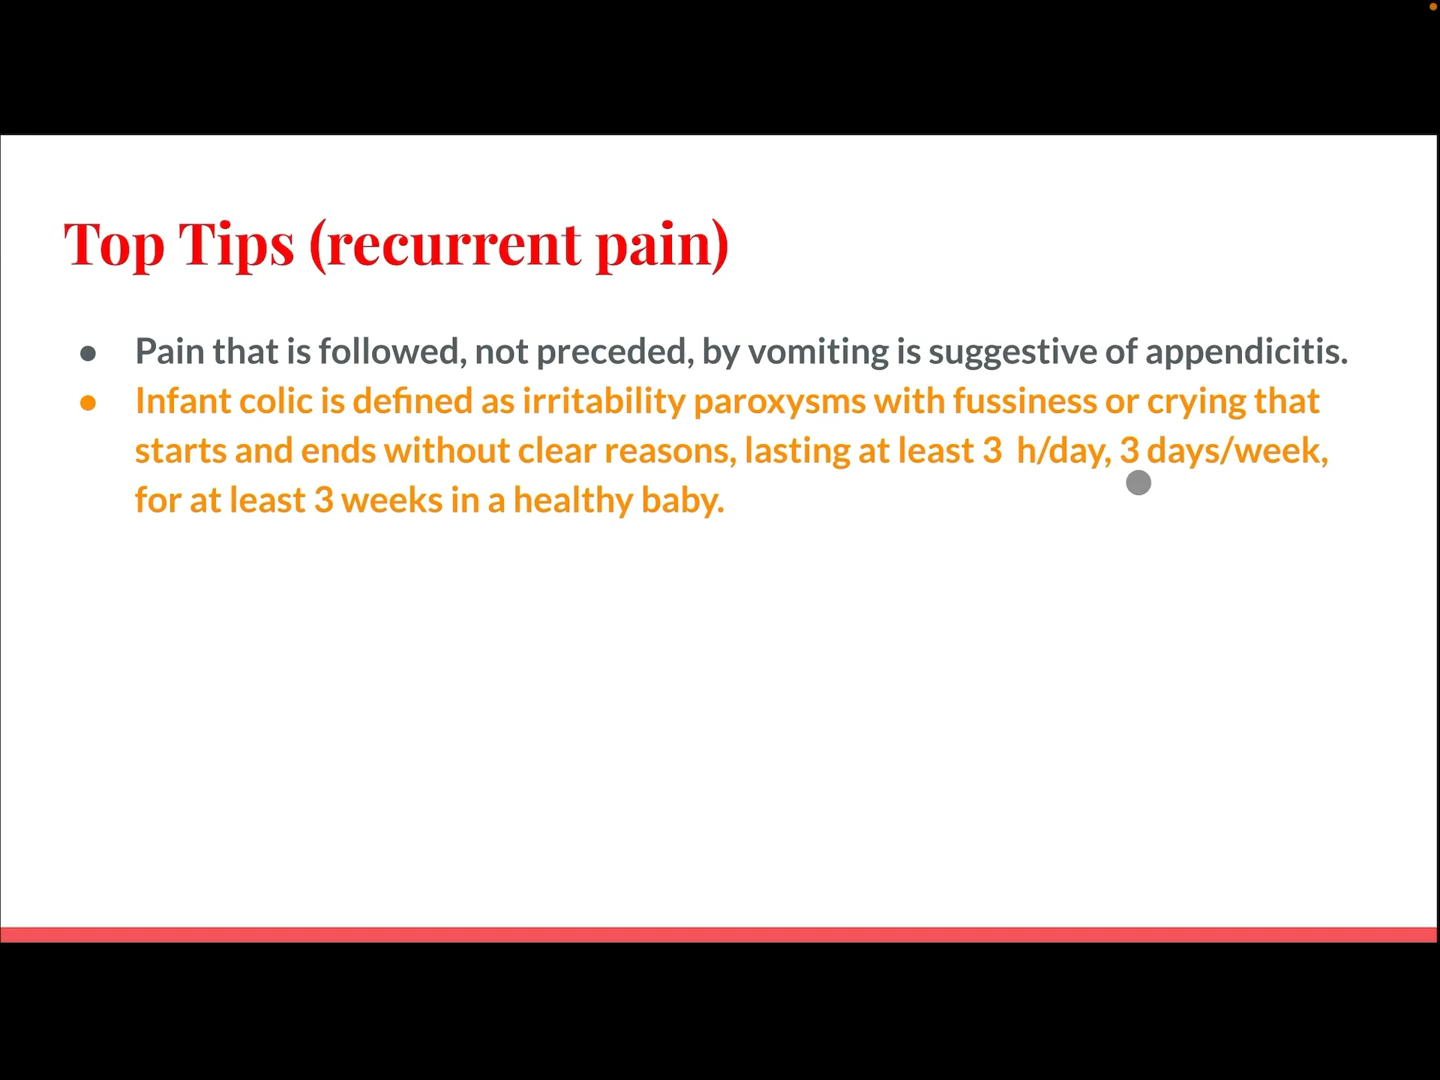 Top Tips (recurrent pain)
● Pain that is followed, not preceded, by vomiting is suggestive of appendicitis.
● Infant colic is defined as irritability paroxysms with fussiness or crying that
starts and ends without clear reasons, lasting at least 3  h/day, 3 days/week,
for at least 3 weeks in a healthy baby.